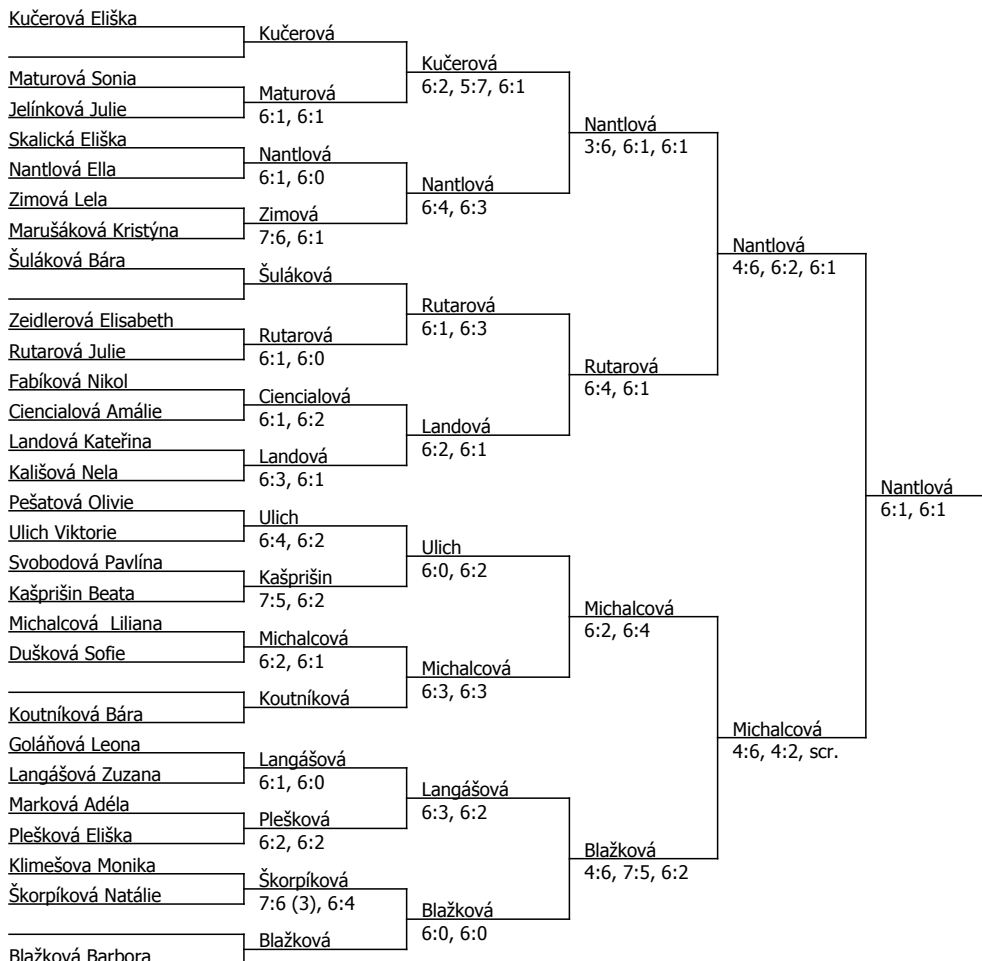 Kučerová Eliška
Maturová Sonia
Jelínková Julie
Skalická Eliška
Nantlová Ella
Zimová Lela
Marušáková Kristýna
Šuláková Bára
Zeidlerová Elisabeth
Rutarová Julie
Fabíková Nikol
Ciencialová Amálie
Landová Kateřina
Kališová Nela
Pešatová Olivie
Ulich Viktorie
Svobodová Pavlína
Kašprišin Beata
Michalcová  Liliana
Dušková Sofie
Koutníková Bára
Goláňová Leona
Langášová Zuzana
Marková Adéla
Plešková Eliška
Klimešova Monika
Škorpíková Natálie
Blažková Barbora
Kučerová
Maturová
6:1, 6:1
Nantlová
6:1, 6:0
Zimová
7:6, 6:1
Šuláková
Rutarová
6:1, 6:0
Ciencialová
6:1, 6:2
Landová
6:3, 6:1
Ulich
6:4, 6:2
Kašprišin
7:5, 6:2
Michalcová
6:2, 6:1
Koutníková
Langášová
6:1, 6:0
Plešková
6:2, 6:2
Škorpíková
7:6 (3), 6:4
Blažková
Kučerová
6:2, 5:7, 6:1
Nantlová
6:4, 6:3
Rutarová
6:1, 6:3
Landová
6:2, 6:1
Ulich
6:0, 6:2
Michalcová
6:3, 6:3
Langášová
6:3, 6:2
Blažková
6:0, 6:0
Nantlová
3:6, 6:1, 6:1
Rutarová
6:4, 6:1
Michalcová
6:2, 6:4
Blažková
4:6, 7:5, 6:2
Nantlová
4:6, 6:2, 6:1
Michalcová
4:6, 4:2, scr.
Nantlová
6:1, 6:1